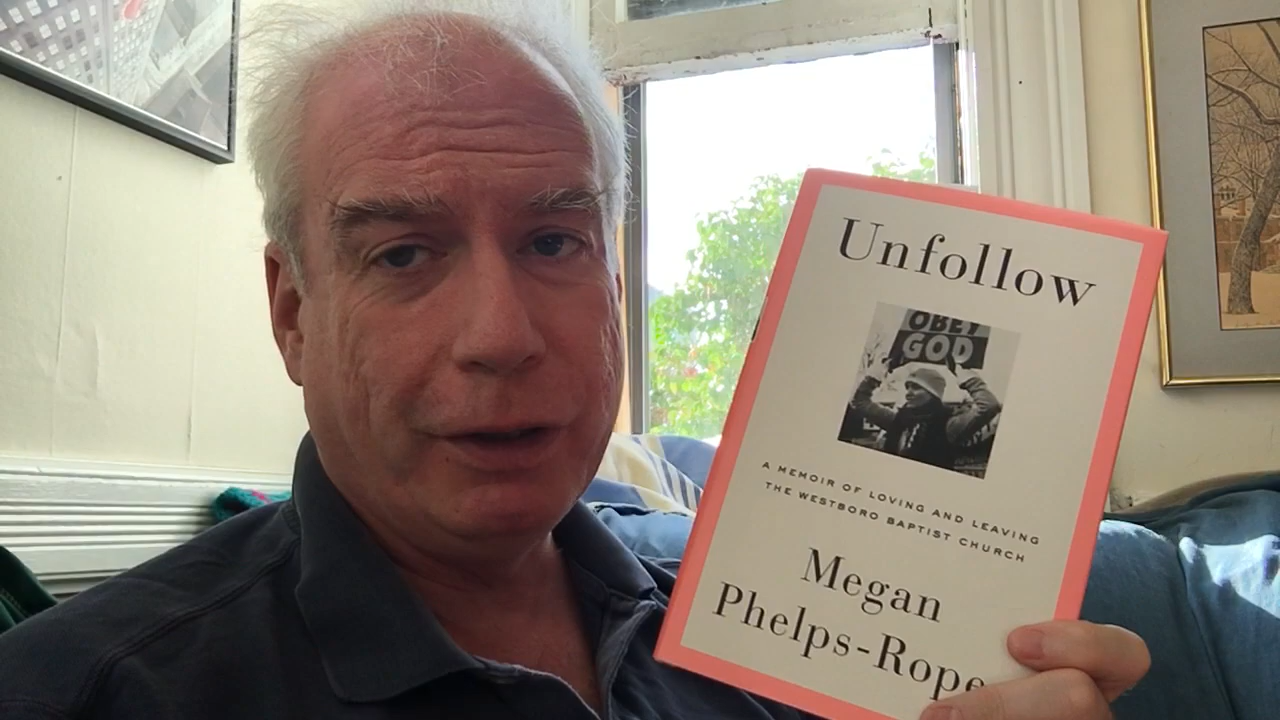 Unfollow
OBEY
GOD
A MEMOIR OF LOVING AND LEAVING
THE WESTBORO BAPTIST CHURCH
Megan
Phelps-Rope